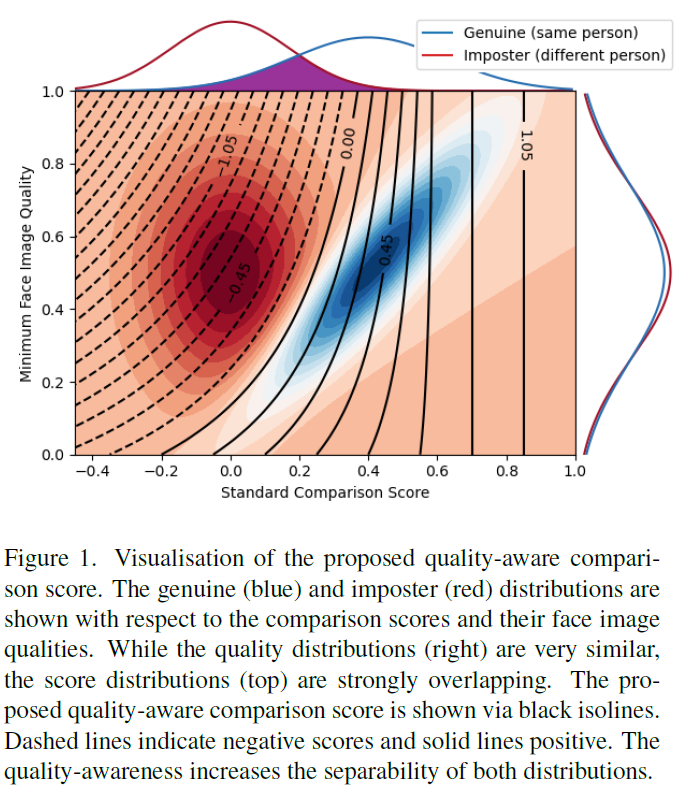 Genuine (same person)
Imposter (different person)
1.0
0.8
0.6
0.4
0.2
0.0
Minimum Face Image Quality
−1.05
0.00
1.05
0.45
−0.45
−0.4
−0.2
0.0
0.2
0.4
0.6
0.8
1.0
Standard Comparison Score
Figure 1. Visualisation of the proposed quality-aware compari-
son score. The genuine (blue) and imposter (red) distributions are
shown with respect to the comparison scores and their face image
qualities. While the quality distributions (right) are very similar,
the score distributions (top) are strongly overlapping. The pro-
posed quality-aware comparison score is shown via black isolines.
Dashed lines indicate negative scores and solid lines positive. The
quality-awareness increases the separability of both distributions.